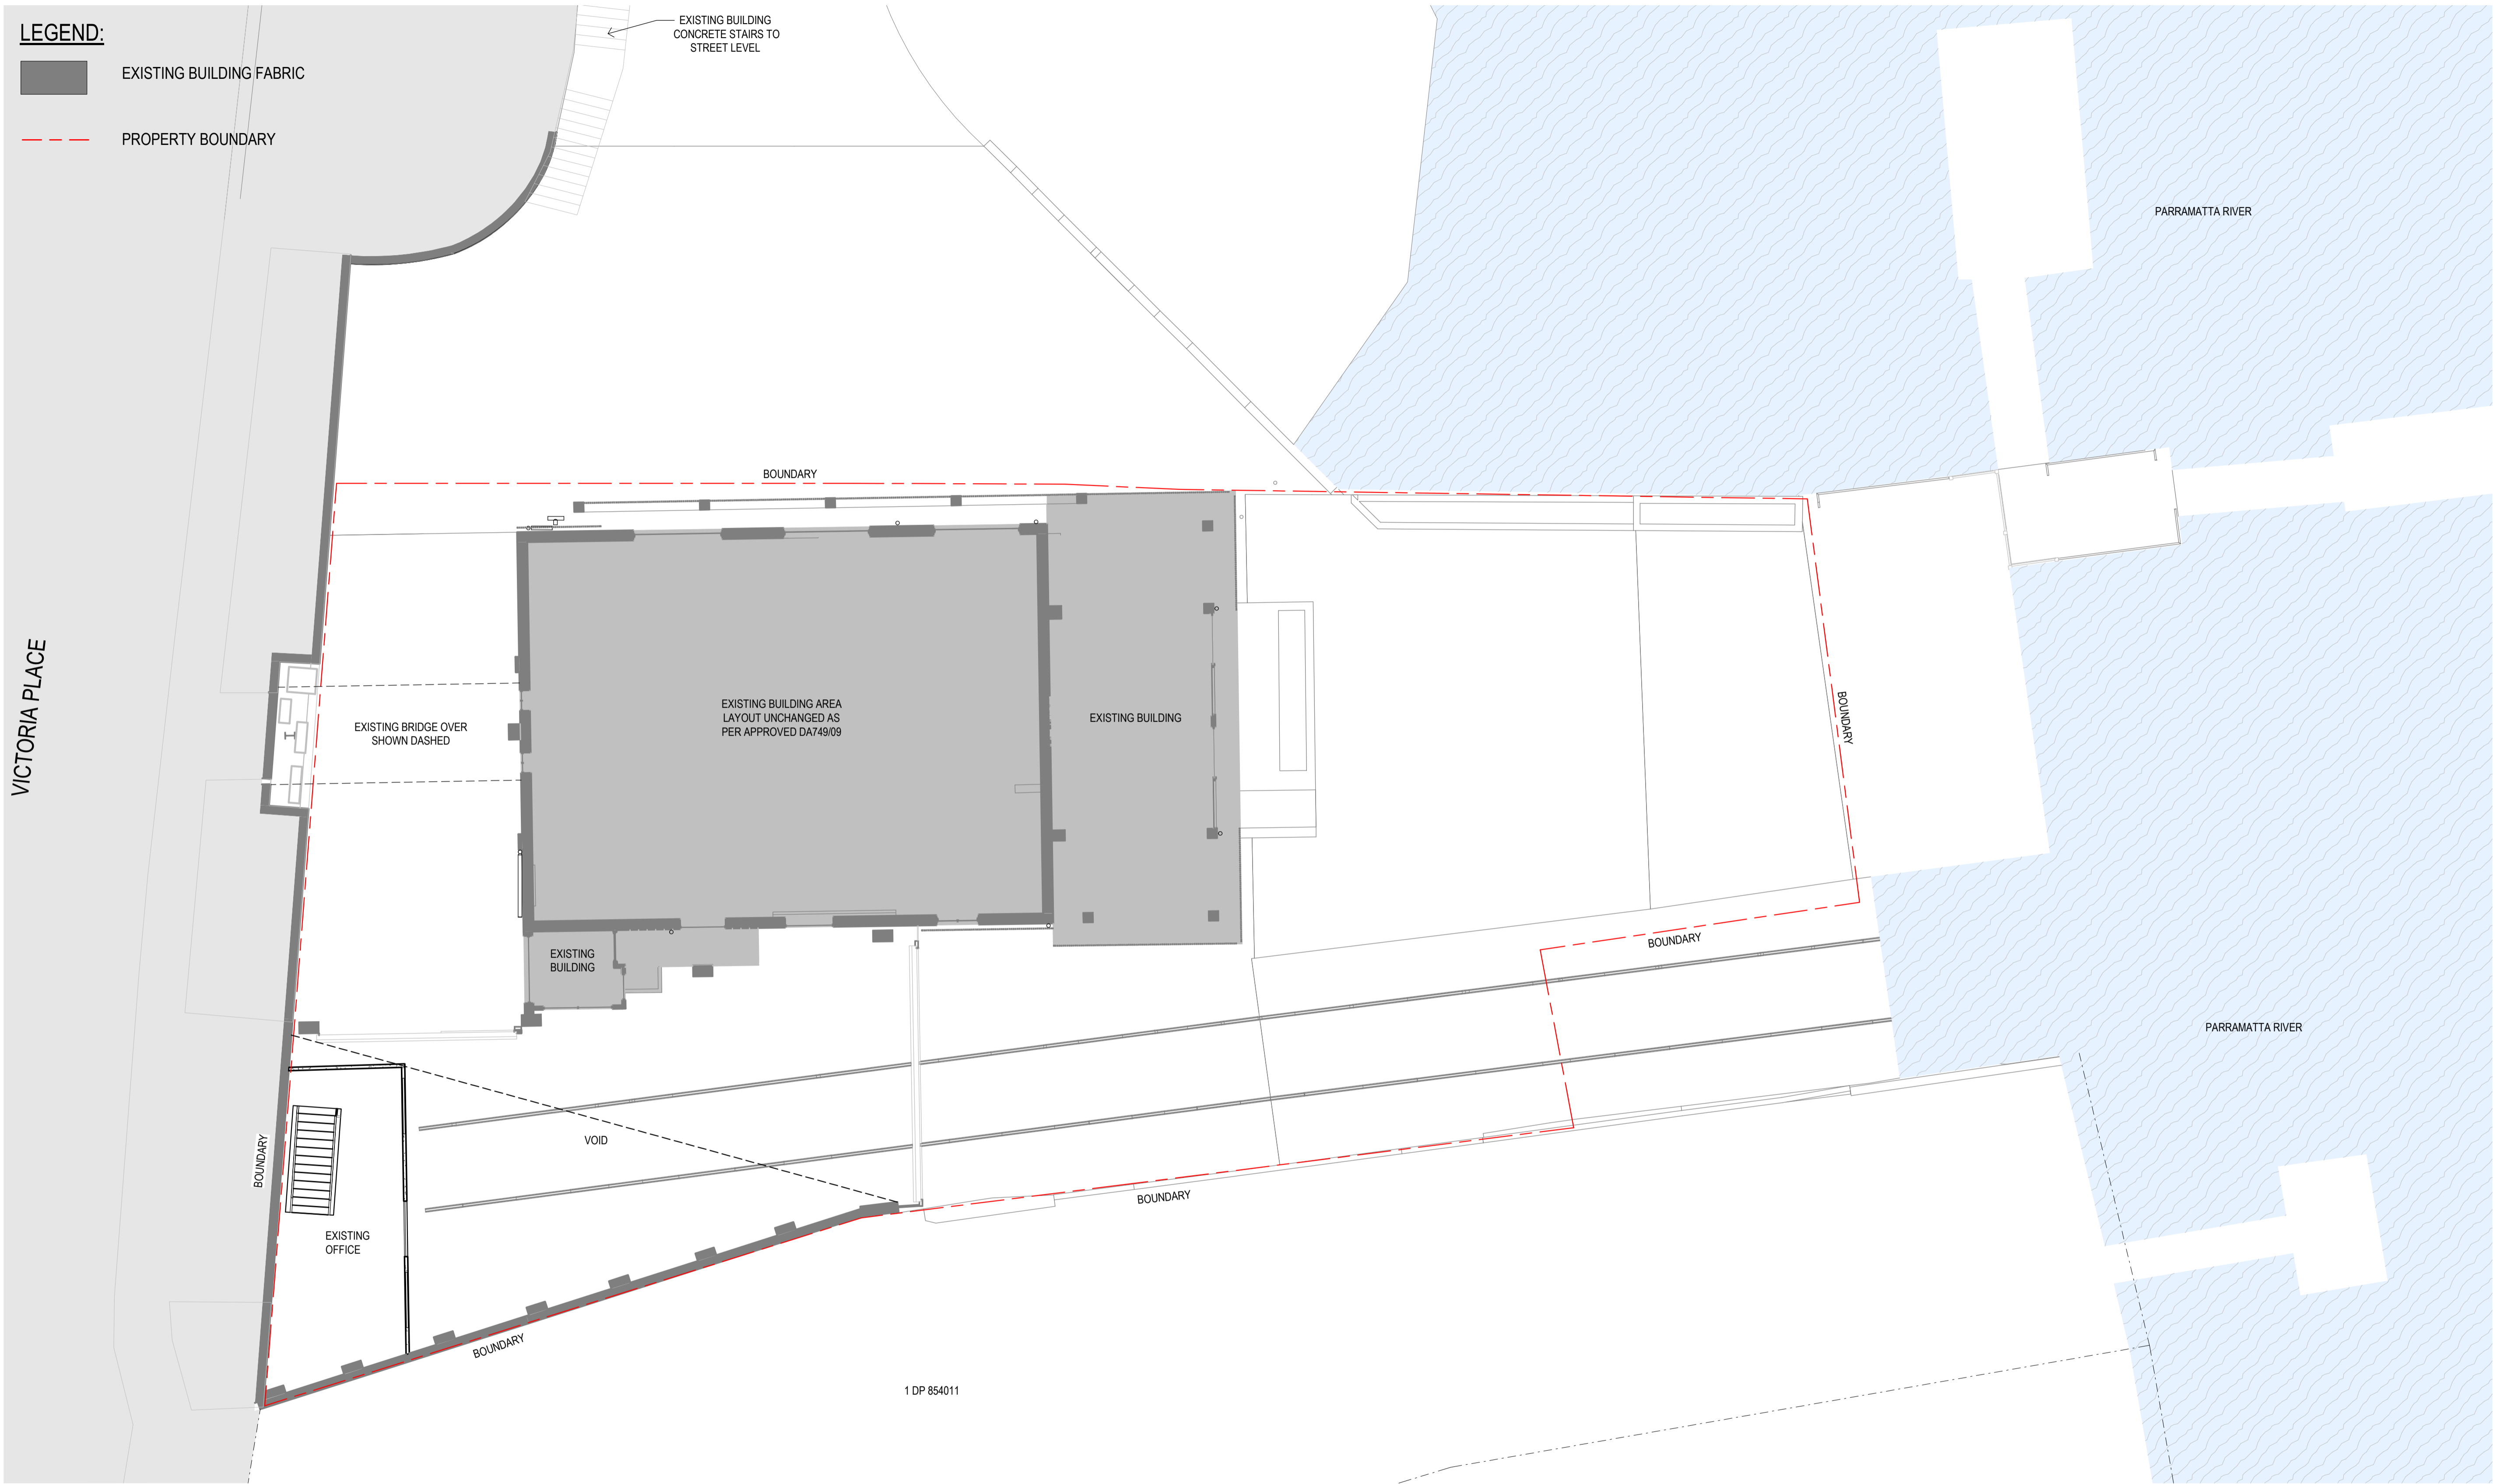 LEGEND:
EXISTING BUILDING FABRIC
PROPERTY BOUNDARY
EXISTING BUILDING
CONCRETE STAIRS TO
STREET LEVEL
PARRAMATTA RIVER
BOUNDARY
VICTORIA PLACE
EXISTING BRIDGE OVER
SHOWN DASHED
EXISTING BUILDING AREA
LAYOUT UNCHANGED AS
PER APPROVED DA749/09
EXISTING BUILDING
BOUNDARY
BOUNDARY
EXISTING
BUILDING
PARRAMATTA RIVER
VOID
BOUNDARY
BOUNDARY
EXISTING
OFFICE
BOUNDARY
1 DP 854011